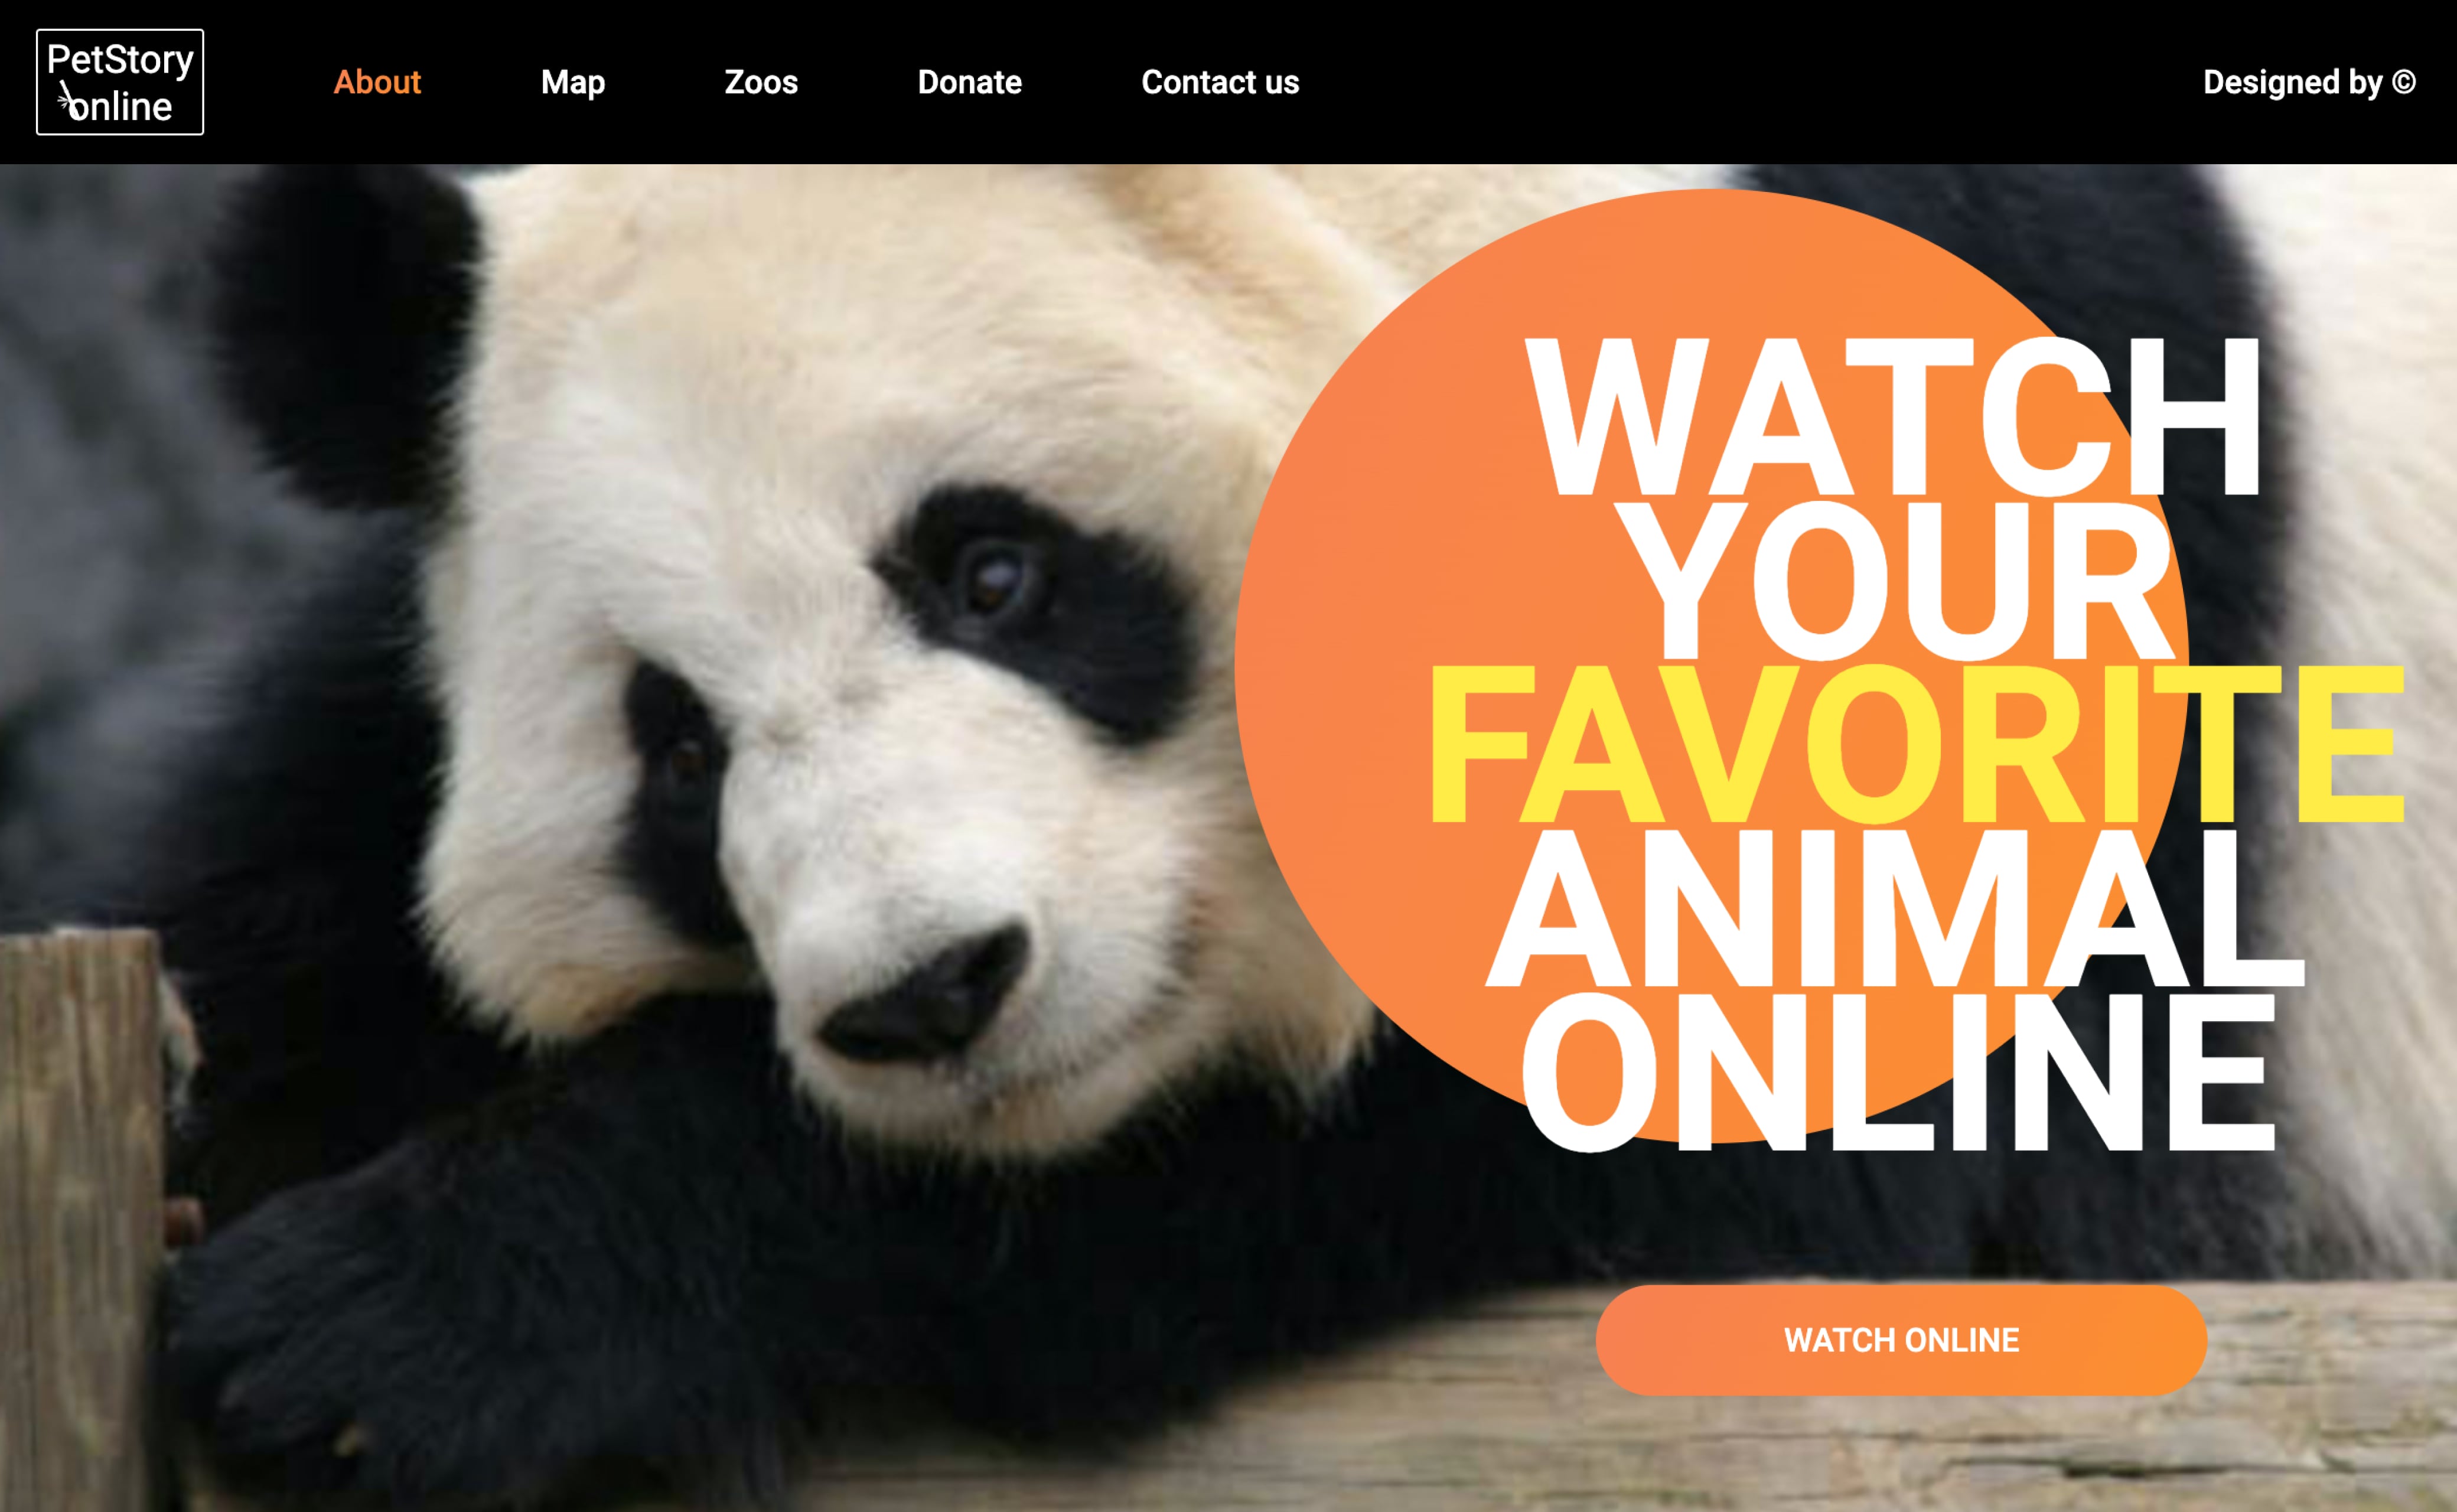 PetStory
online
About
Map
Zoos
Donate
Contact us
Designed by ©
WATCH
YOUR
FAVORITE
ANIMAL
ONLINE
WATCH ONLINE